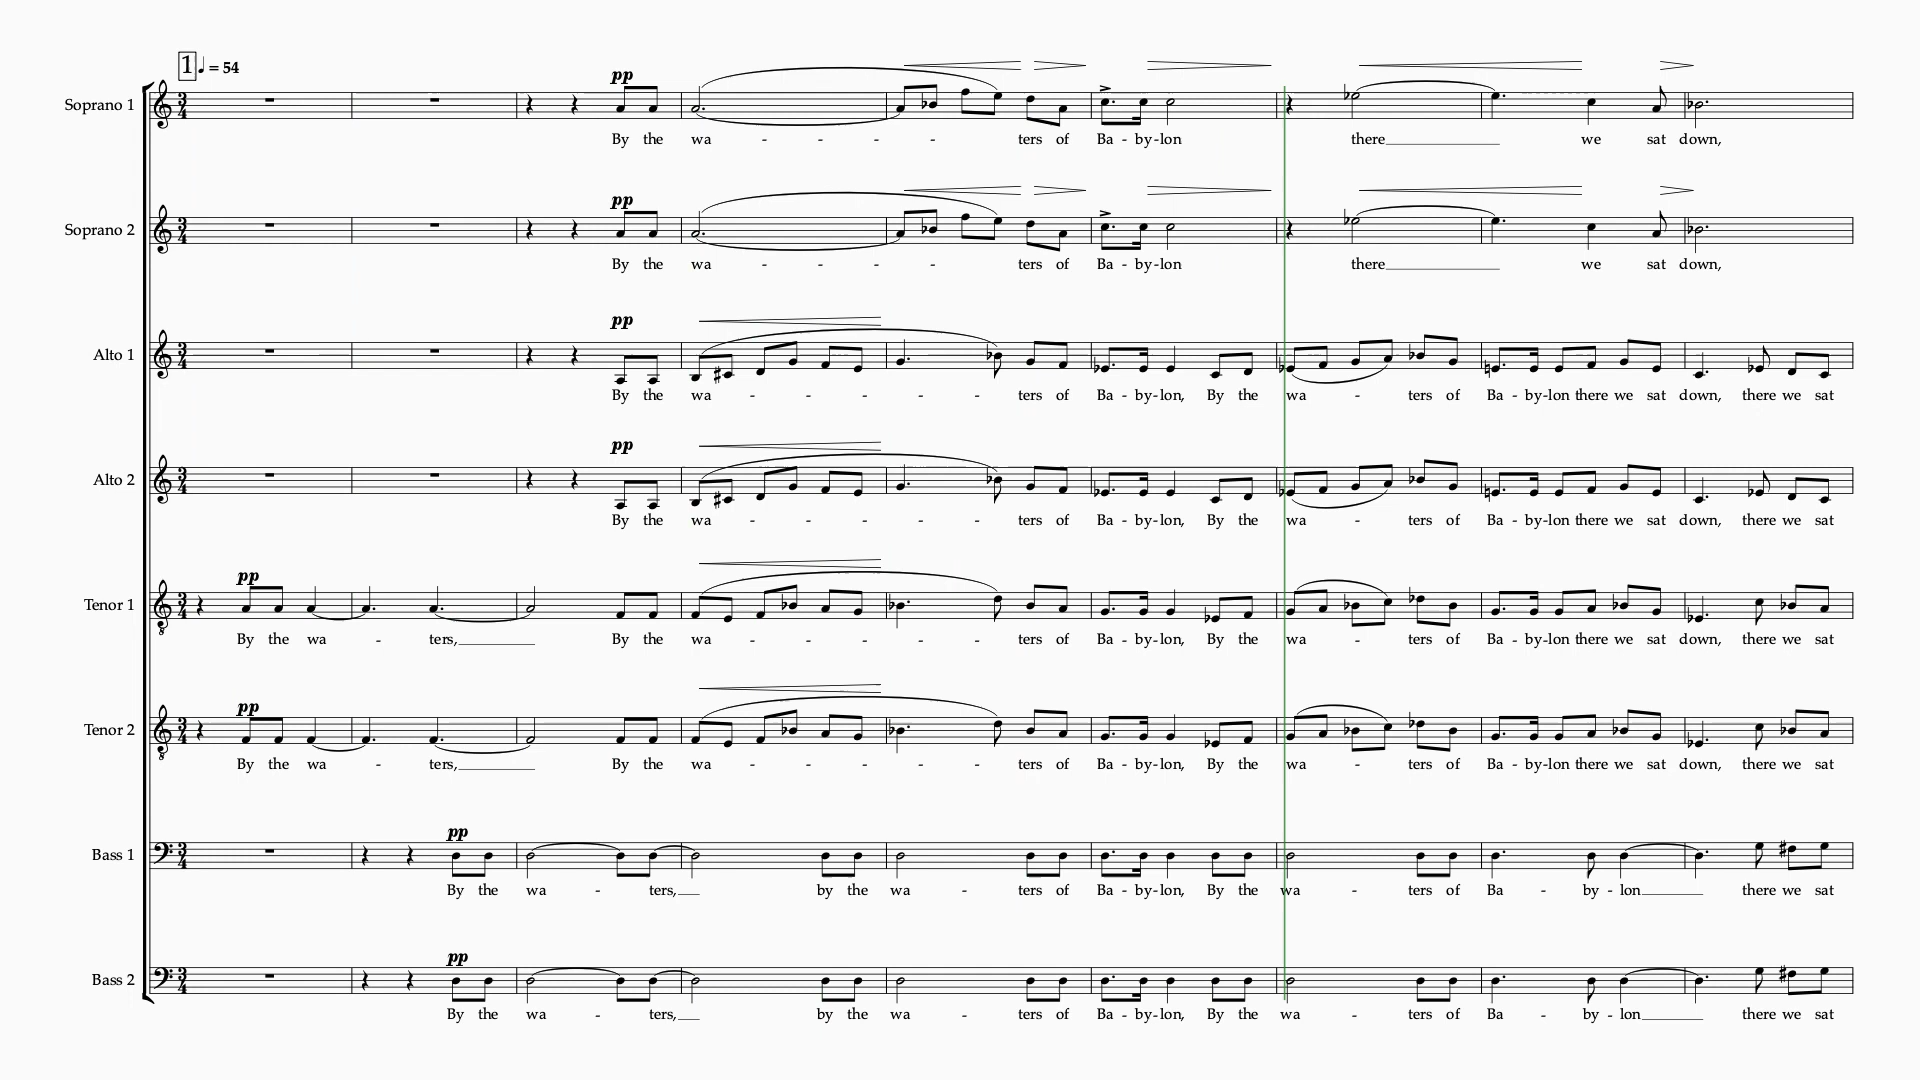 1 ♩ = 54
pp
Soprano 1
By the wa - - - - ters of Ba - by - lon there we sat down,
pp
Soprano 2
By the wa - - - - ters of Ba - by - lon there we sat down,
pp
Alto 1
By the wa - - - - - - ters of Ba - by - lon, By the wa - ters of Ba - by - lon there we sat down, there we sat
pp
Alto 2
By the wa - - - - - - ters of Ba - by - lon, By the wa - ters of Ba - by - lon there we sat down, there we sat
pp
Tenor 1
By the wa - ters, By the wa - - - - - - ters of Ba - by - lon, By the wa - ters of Ba - by - lon there we sat down, there we sat
pp
Tenor 2
By the wa - ters, By the wa - - - - - - ters of Ba - by - lon, By the wa - ters of Ba - by - lon there we sat down, there we sat
pp
Bass 1
By the wa - ters, by the wa - ters of Ba - by - lon, By the wa - ters of Ba - by - lon there we sat
pp
Bass 2
By the wa - ters, by the wa - ters of Ba - by - lon, By the wa - ters of Ba - by - lon there we sat